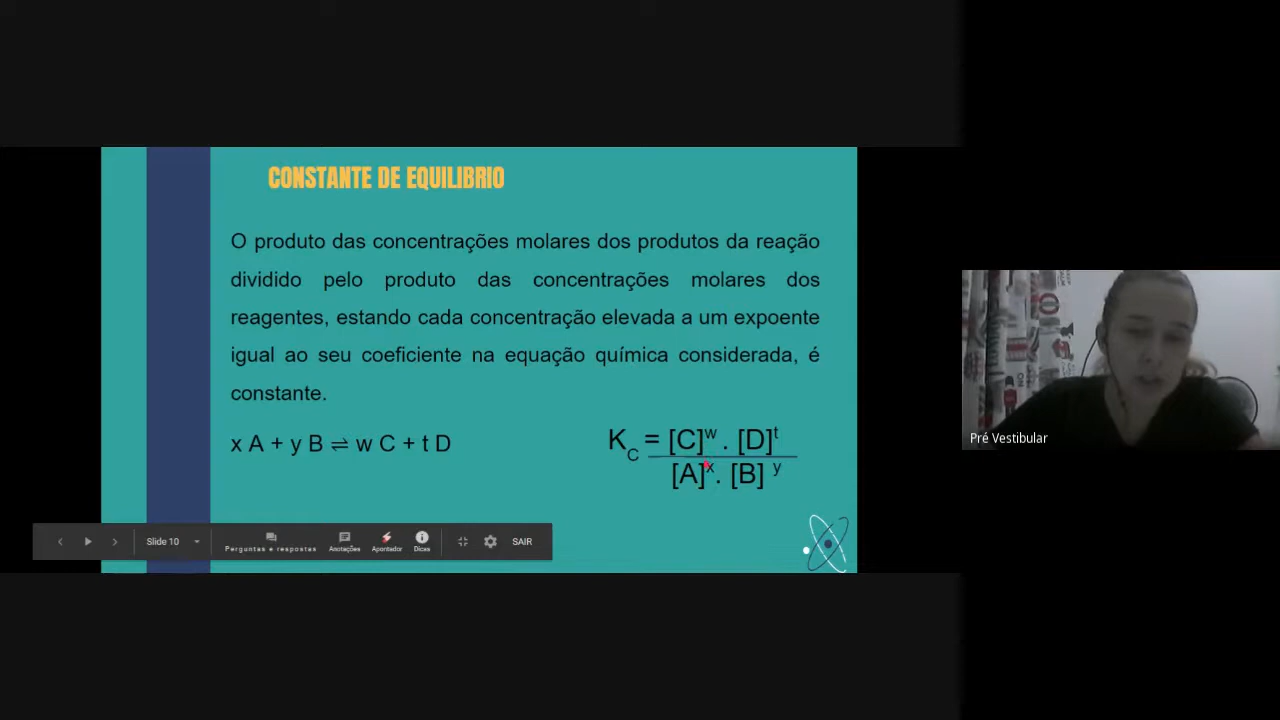 CONSTANTE DE EQUILIBRIO
O produto das concentrações molares dos produtos da reação
dividido pelo produto das concentrações molares dos
reagentes, estando cada concentração elevada a um expoente
igual ao seu coeficiente na equação química considerada, é
constante.
x A + y B ⇌ w C + t D
K_C = [C]^w . [D]^t
[A]^x . [B]^y
Slide 10
Perguntas e respostas
Anotações
Apontador
Dicas
SAIR
Pré Vestibular